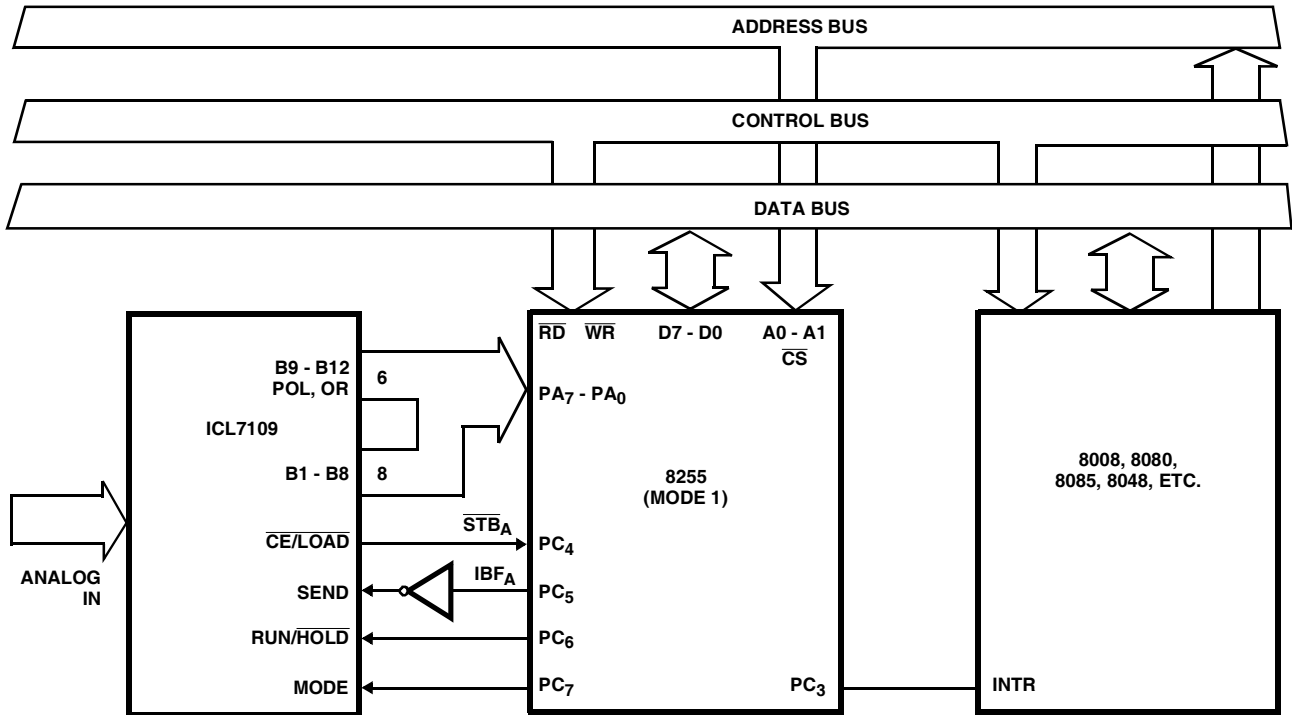 ADDRESS BUS
CONTROL BUS
DATA BUS
RD WR D7 - D0 A0 - A1
CS
B9 - B12
POL, OR
6
PA7 - PA0
ICL7109
B1 - B8
8
8255
(MODE 1)
8008, 8080,
8085, 8048, ETC.
CE/LOAD
STBA
PC4
ANALOG
IN
SEND
IBFA
PC5
RUN/HOLD
PC6
MODE
PC7
PC3
INTR